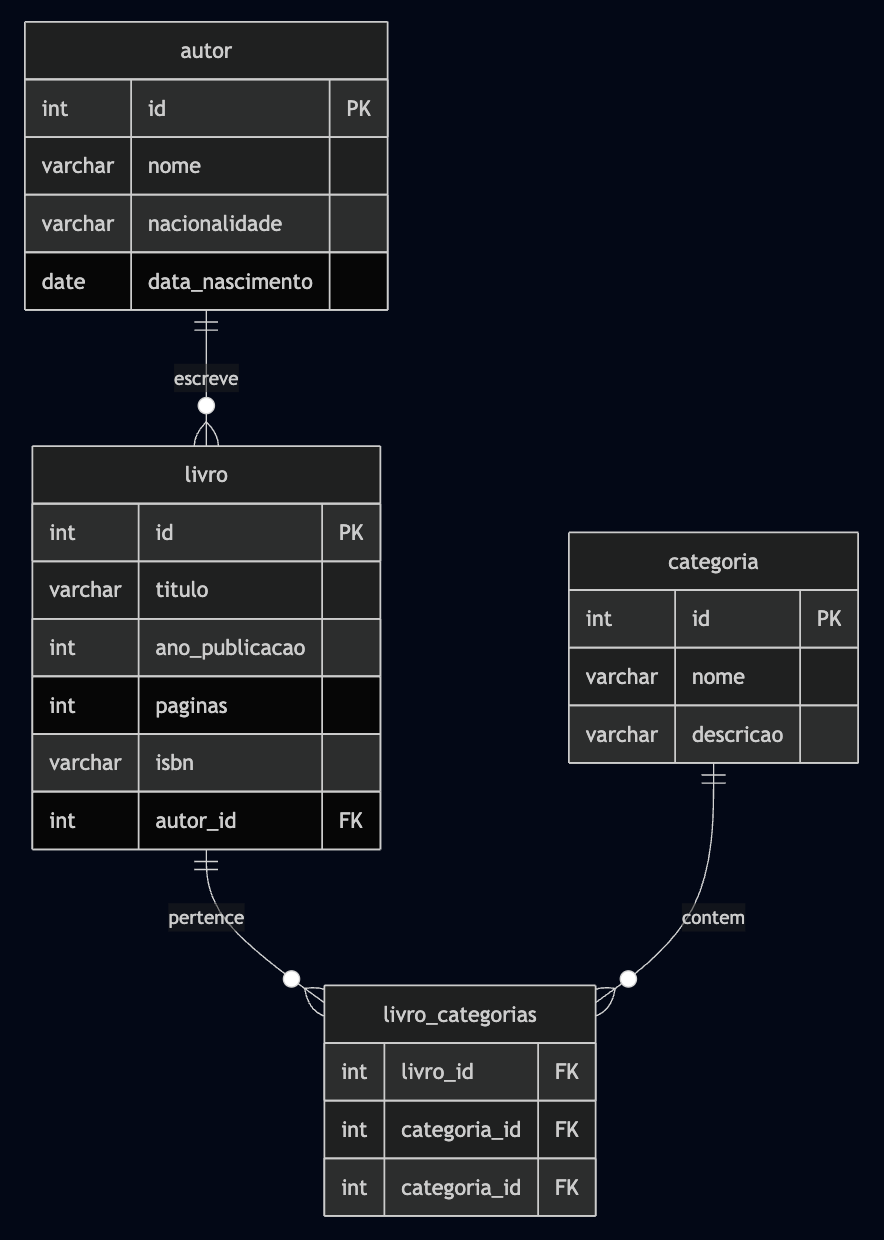 autor
int id PK
varchar nome
varchar nacionalidade
date data_nascimento
escreve
livro
int id PK
varchar titulo
int ano_publicacao
int paginas
varchar isbn
int autor_id FK
categoria
int id PK
varchar nome
varchar descricao
pertence
contem
livro_categorias
int livro_id FK
int categoria_id FK
int categoria_id FK